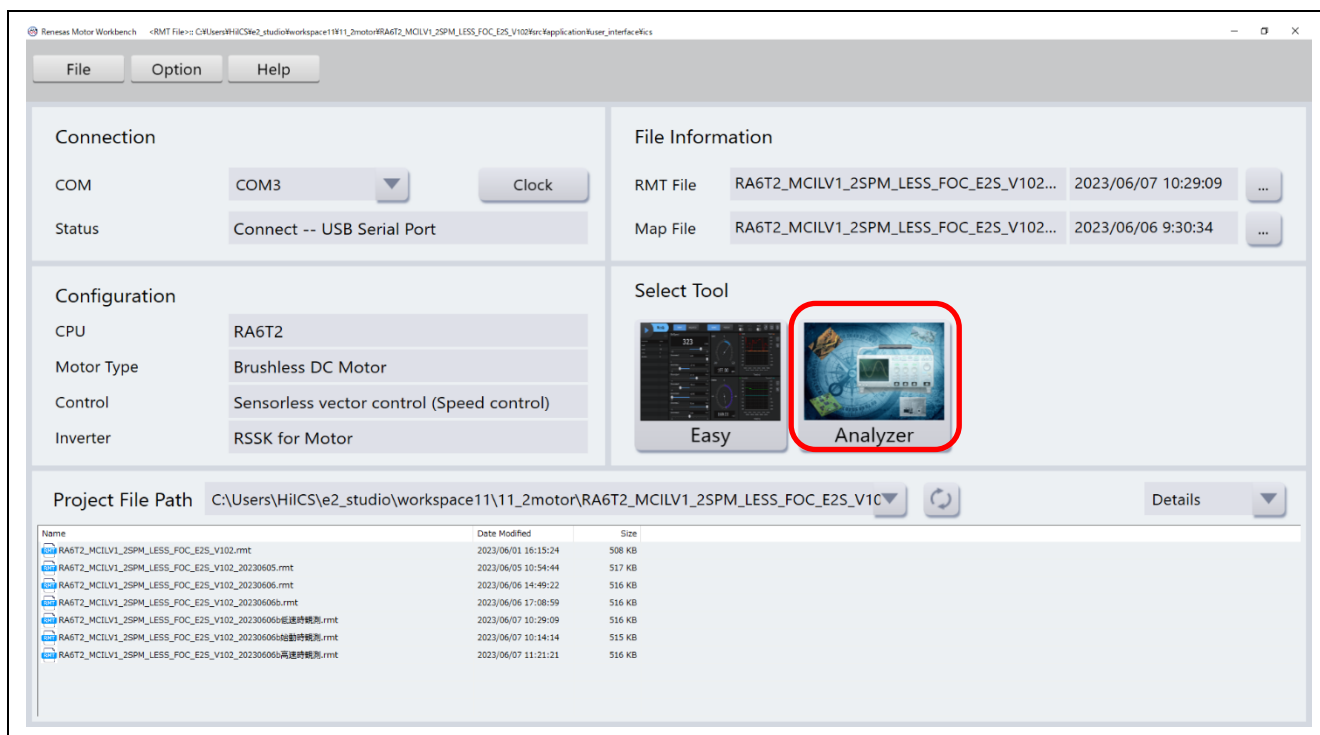 Renesas Motor Workbench <RMT File>:: C:¥Users¥HiICS¥e2_studio¥workspace11¥11_2motor¥RA6T2_MCILV1_2SPM_LESS_FOC_E2S_V102¥src¥application¥user_interface¥ics
File Option Help
Connection
COM COM3 Clock
Status Connect -- USB Serial Port
File Information
RMT File RA6T2_MCILV1_2SPM_LESS_FOC_E2S_V102... 2023/06/07 10:29:09 ...
Map File RA6T2_MCILV1_2SPM_LESS_FOC_E2S_V102... 2023/06/06 9:30:34 ...
Configuration
CPU RA6T2
Motor Type Brushless DC Motor
Control Sensorless vector control (Speed control)
Inverter RSSK for Motor
Select Tool
323
Easy Analyzer
Project File Path C:\Users\HiICS\e2_studio\workspace11\11_2motor\RA6T2_MCILV1_2SPM_LESS_FOC_E2S_V10 Details
Name Date Modified Size
RMT RA6T2_MCILV1_2SPM_LESS_FOC_E2S_V102.rmt 2023/06/01 16:15:24 508 KB
RMT RA6T2_MCILV1_2SPM_LESS_FOC_E2S_V102_20230605.rmt 2023/06/05 10:54:44 517 KB
RMT RA6T2_MCILV1_2SPM_LESS_FOC_E2S_V102_20230606.rmt 2023/06/06 14:49:22 516 KB
RMT RA6T2_MCILV1_2SPM_LESS_FOC_E2S_V102_20230606b.rmt 2023/06/06 17:08:59 516 KB
RMT RA6T2_MCILV1_2SPM_LESS_FOC_E2S_V102_20230606b低速時観測.rmt 2023/06/07 10:29:09 516 KB
RMT RA6T2_MCILV1_2SPM_LESS_FOC_E2S_V102_20230606b始動時観測.rmt 2023/06/07 10:14:14 515 KB
RMT RA6T2_MCILV1_2SPM_LESS_FOC_E2S_V102_20230606b高速時観測.rmt 2023/06/07 11:21:21 516 KB